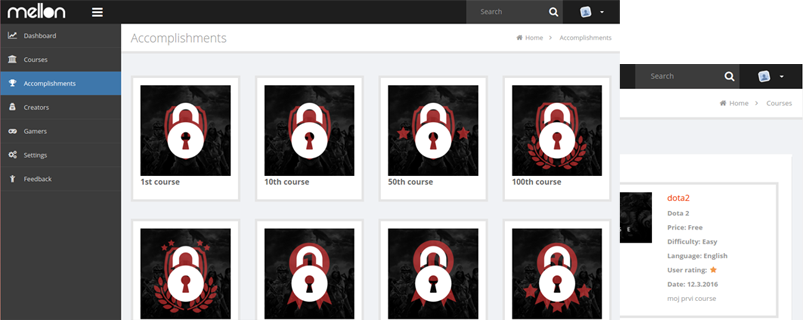 mellon
Search
Dashboard
Courses
Accomplishments
Creators
Gamers
Settings
Feedback
Accomplishments
Home > Accomplishments
1st course
10th course
50th course
100th course
Search
Home > Courses
dota2
Dota 2
Price: Free
Difficulty: Easy
Language: English
User rating:
Date: 12.3.2016
moj prvi course